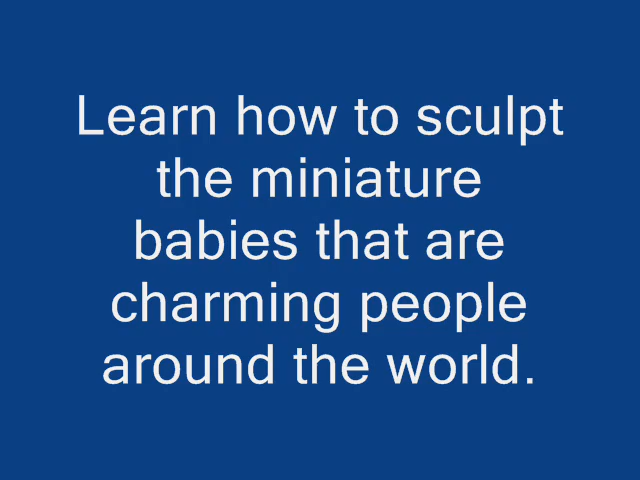 Learn how to sculpt
the miniature
babies that are
charming people
around the world.